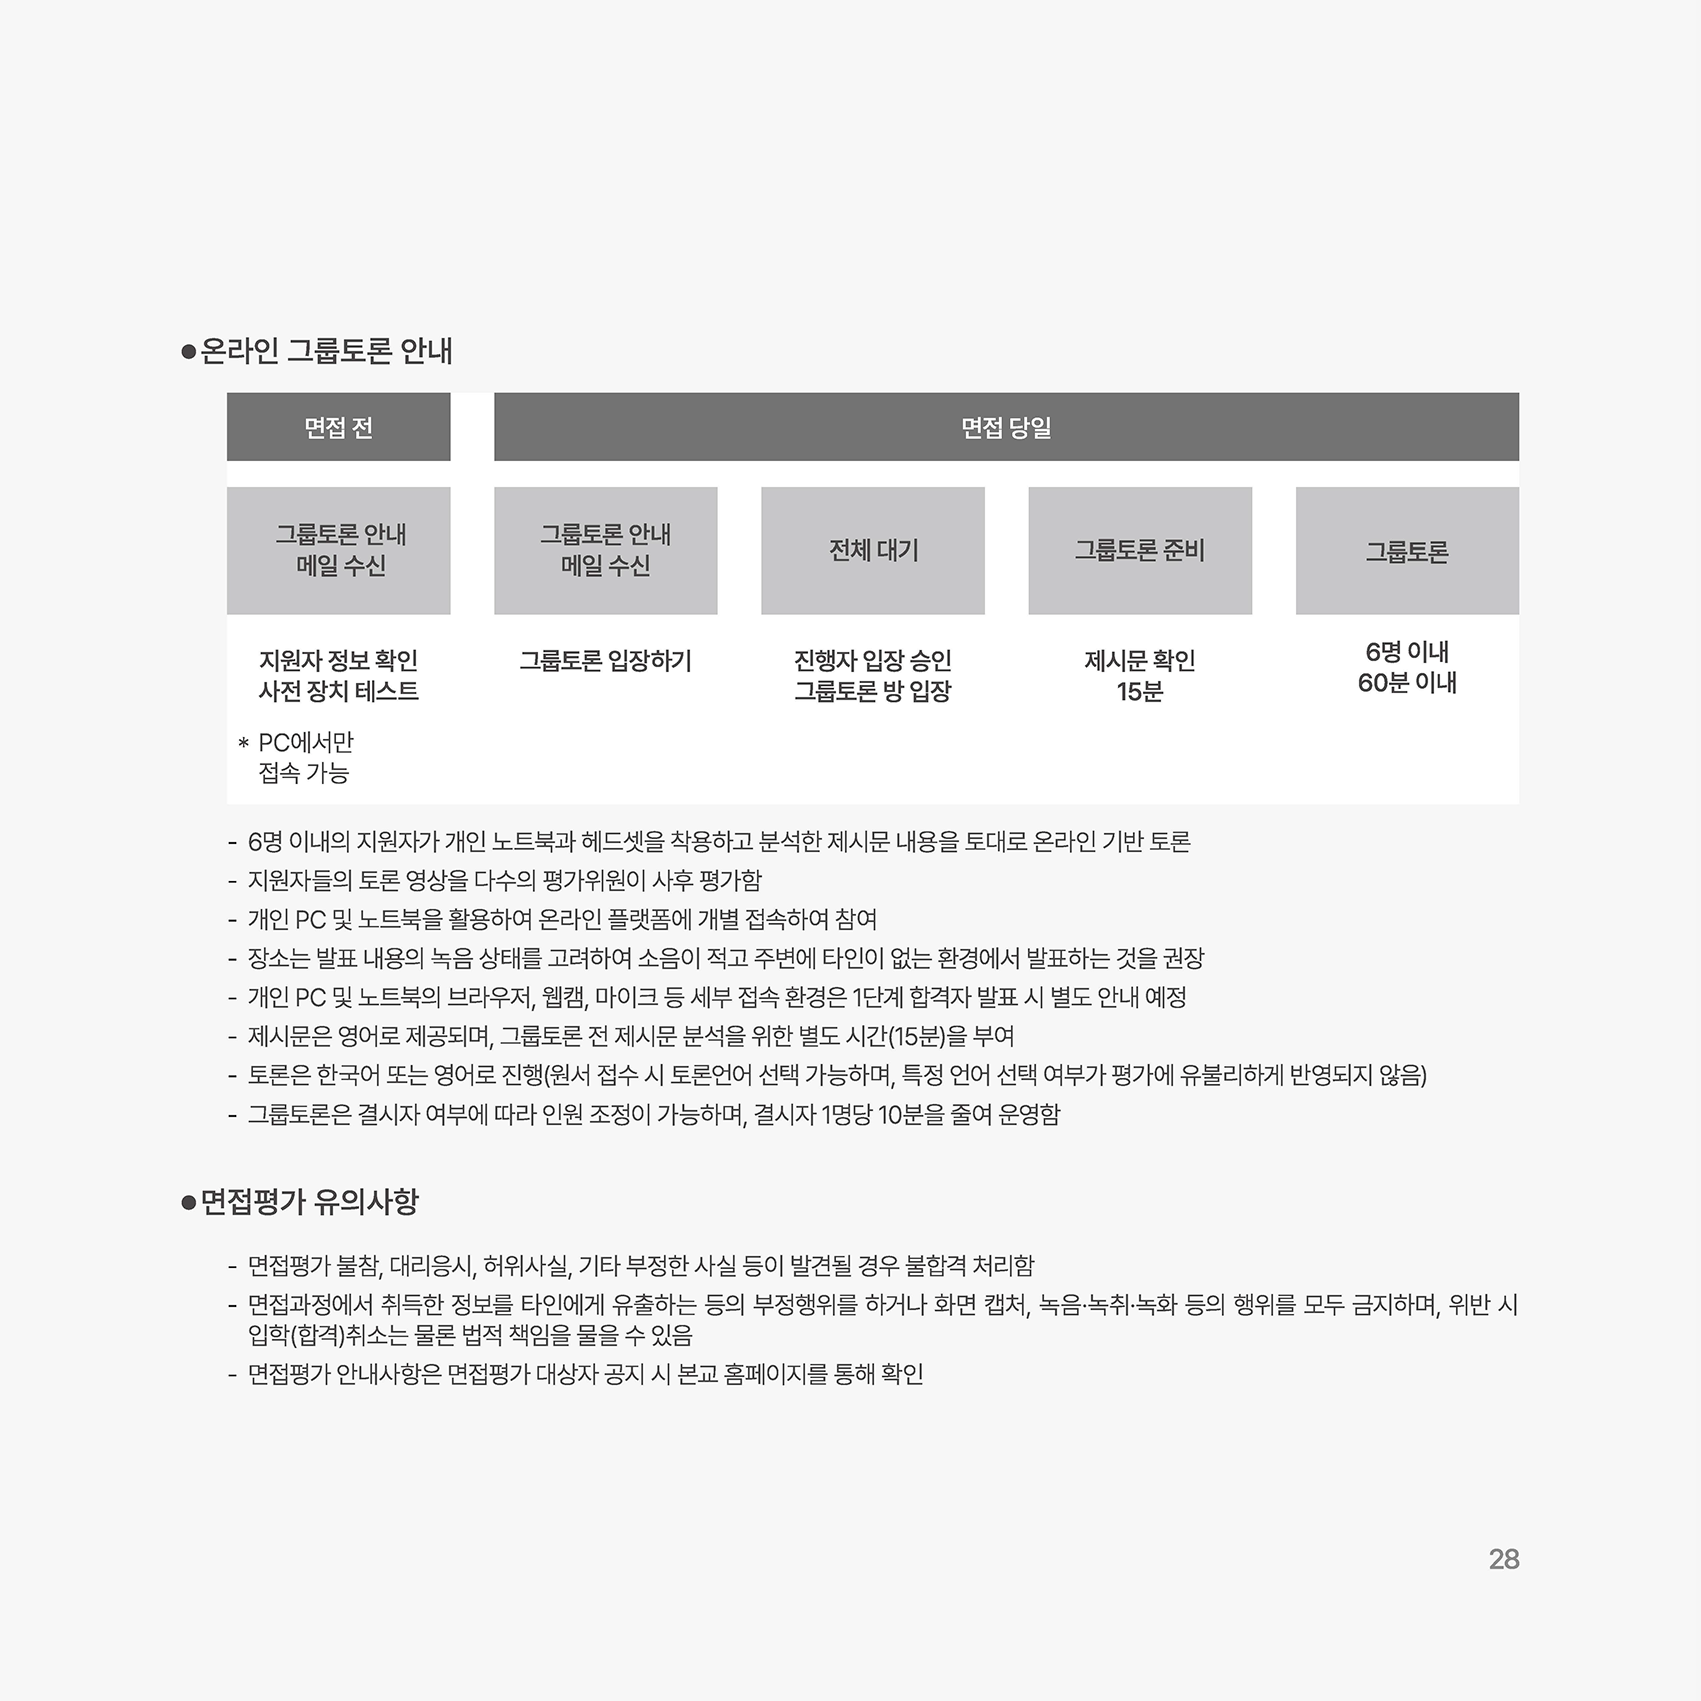 ●온라인 그룹토론 안내
면접 전
면접 당일
그룹토론 안내
메일 수신
그룹토론 안내
메일 수신
전체 대기
그룹토론 준비
그룹토론
지원자 정보 확인
사전 장치 테스트
그룹토론 입장하기
진행자 입장 승인
그룹토론 방 입장
제시문 확인
15분
6명 이내
60분 이내
* PC에서만
접속 가능
- 6명 이내의 지원자가 개인 노트북과 헤드셋을 착용하고 분석한 제시문 내용을 토대로 온라인 기반 토론
- 지원자들의 토론 영상을 다수의 평가위원이 사후 평가함
- 개인 PC 및 노트북을 활용하여 온라인 플랫폼에 개별 접속하여 참여
- 장소는 발표 내용의 녹음 상태를 고려하여 소음이 적고 주변에 타인이 없는 환경에서 발표하는 것을 권장
- 개인 PC 및 노트북의 브라우저, 웹캠, 마이크 등 세부 접속 환경은 1단계 합격자 발표 시 별도 안내 예정
- 제시문은 영어로 제공되며, 그룹토론 전 제시문 분석을 위한 별도 시간(15분)을 부여
- 토론은 한국어 또는 영어로 진행(원서 접수 시 토론언어 선택 가능하며, 특정 언어 선택 여부가 평가에 유불리하게 반영되지 않음)
- 그룹토론은 결시자 여부에 따라 인원 조정이 가능하며, 결시자 1명당 10분을 줄여 운영함
●면접평가 유의사항
- 면접평가 불참, 대리응시, 허위사실, 기타 부정한 사실 등이 발견될 경우 불합격 처리함
- 면접과정에서 취득한 정보를 타인에게 유출하는 등의 부정행위를 하거나 화면 캡처, 녹음·녹취·녹화 등의 행위를 모두 금지하며, 위반 시
입학(합격)취소는 물론 법적 책임을 물을 수 있음
- 면접평가 안내사항은 면접평가 대상자 공지 시 본교 홈페이지를 통해 확인
28